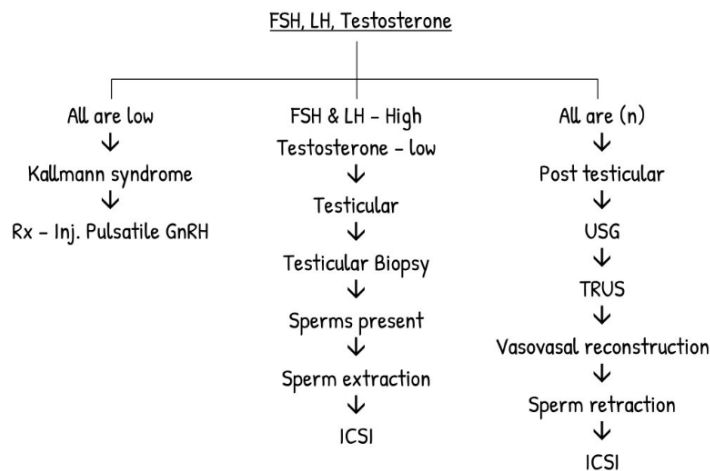 FSH, LH, Testosterone
All are low
↓
Kallmann syndrome
↓
Rx – Inj. Pulsatile GnRH
FSH & LH – High
Testosterone – low
↓
Testicular
↓
Testicular Biopsy
↓
Sperms present
↓
Sperm extraction
↓
ICSI
All are (n)
↓
Post testicular
↓
USG
↓
TRUS
↓
Vasovasal reconstruction
↓
Sperm retraction
↓
ICSI